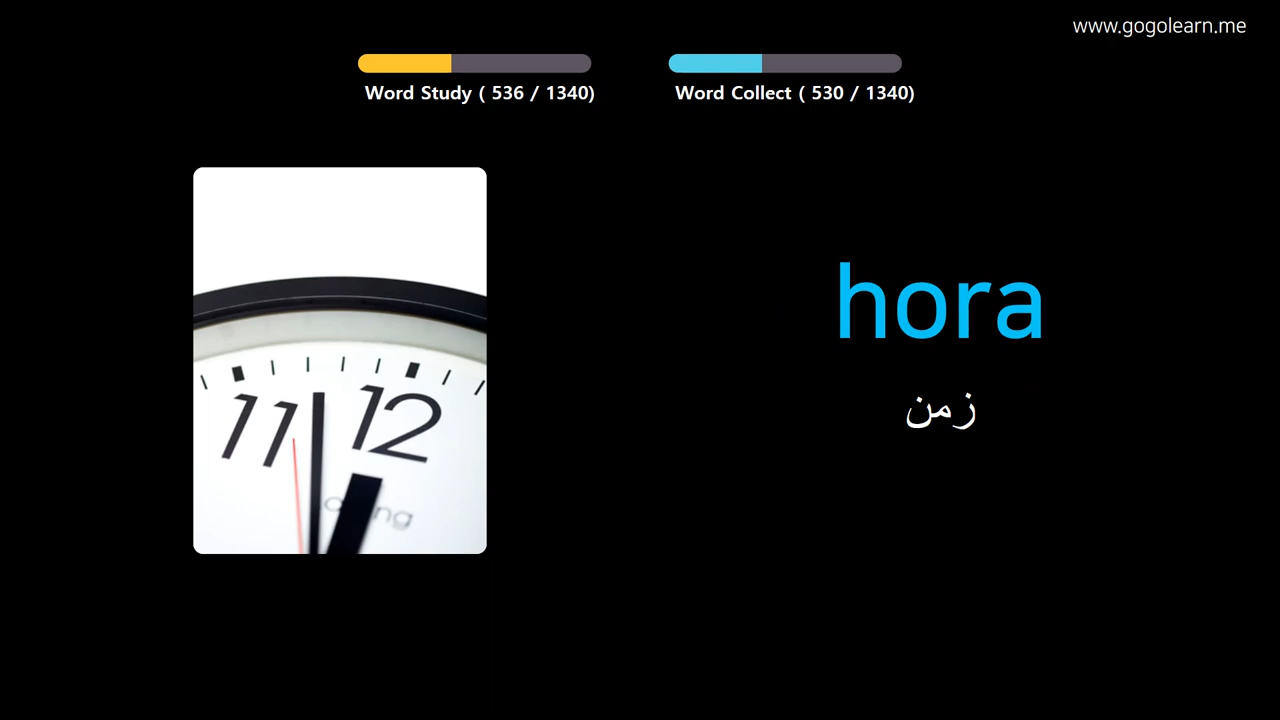 www.gogolearn.me
Word Study ( 536 / 1340)
Word Collect ( 530 / 1340)
hora
زمن
11
12